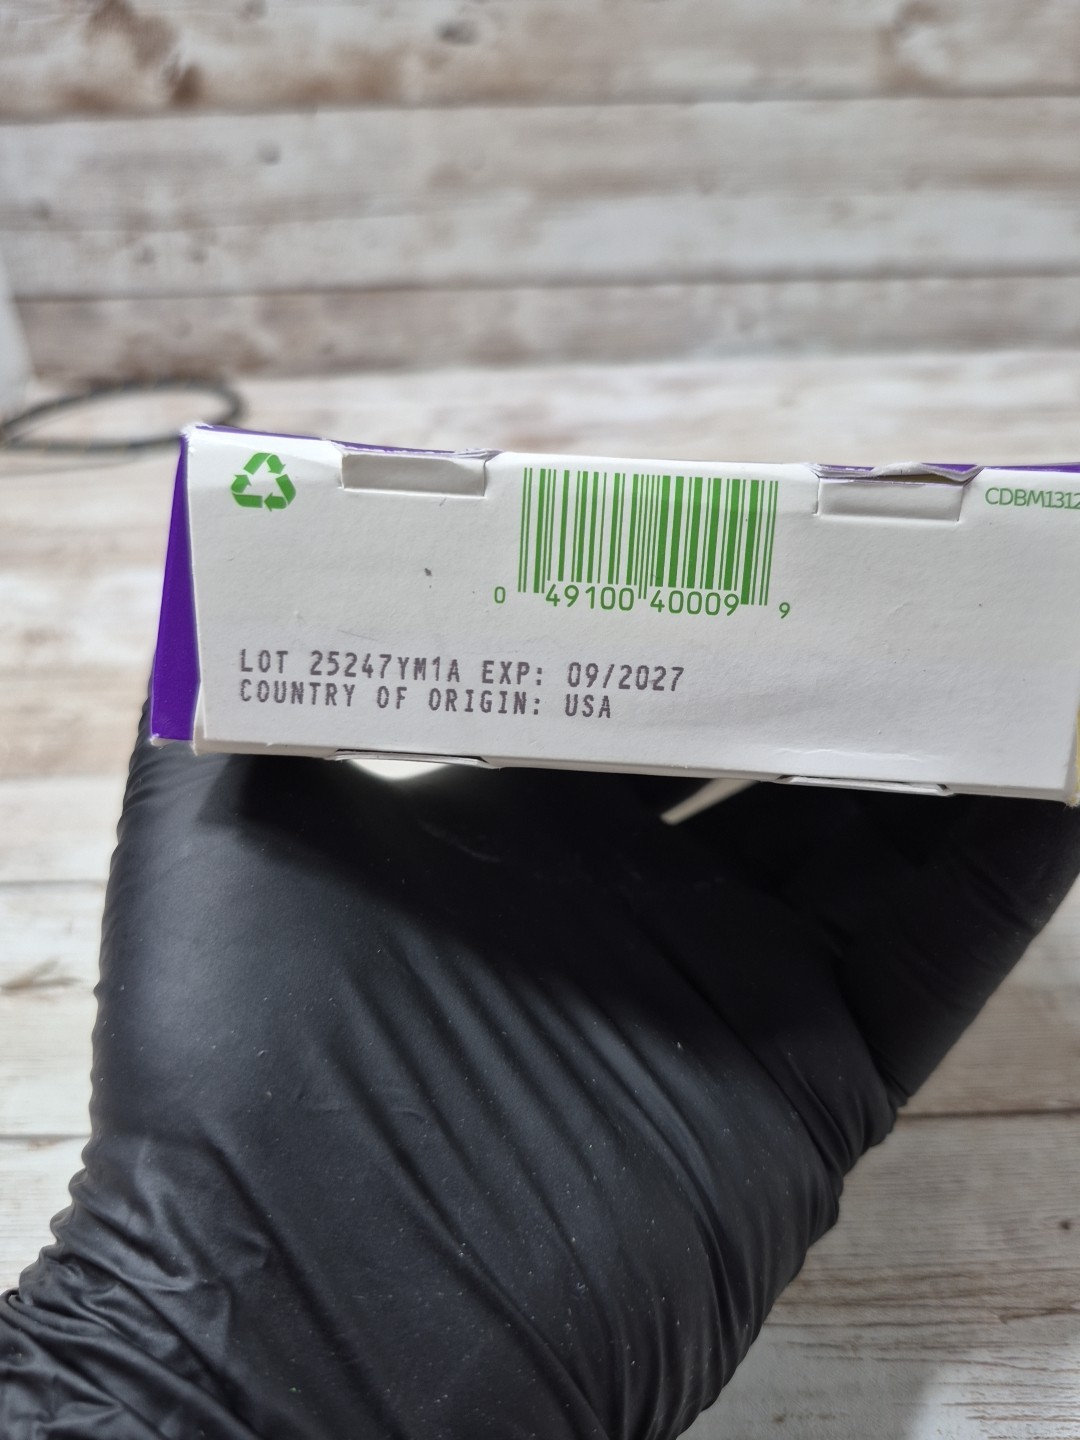 CDBM1312
0 49100 40009 9
LOT 25247YM1A EXP: 09/2027
COUNTRY OF ORIGIN: USA